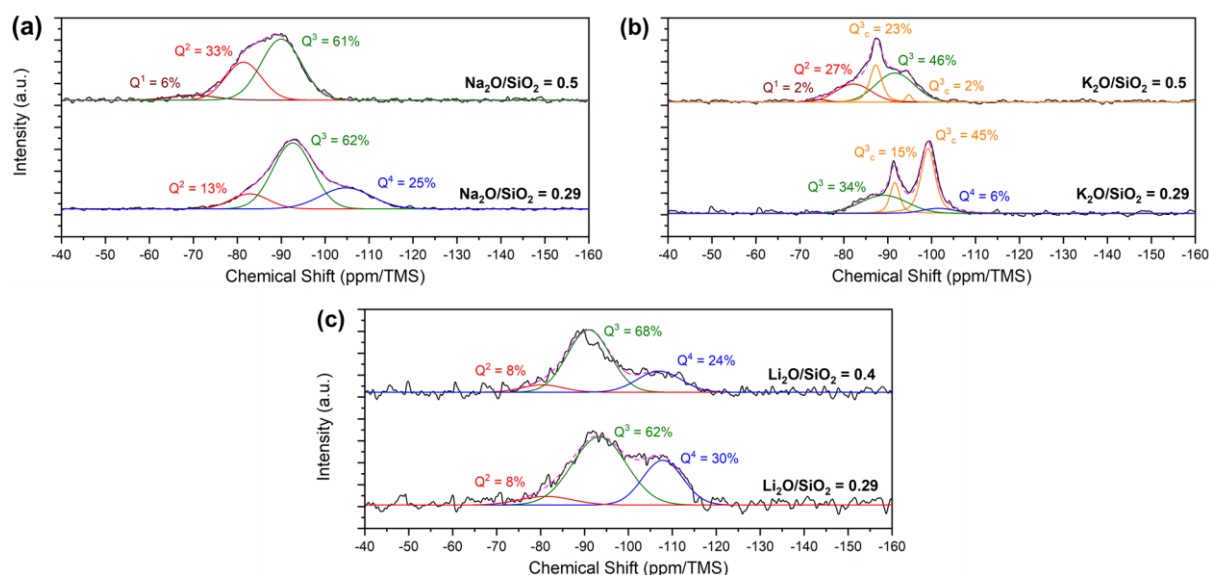 (a)
Q² = 33%
Q³ = 61%
Q¹ = 6%
Na₂O/SiO₂ = 0.5
Q³ = 62%
Q² = 13%
Q⁴ = 25%
Na₂O/SiO₂ = 0.29
Intensity (a.u.)
-40 -50 -60 -70 -80 -90 -100 -110 -120 -130 -140 -150 -160
Chemical Shift (ppm/TMS)
(b)
Q³c = 23%
Q³ = 46%
Q² = 27%
Q¹ = 2%
Q³c = 2%
K₂O/SiO₂ = 0.5
Q³c = 45%
Q³c = 15%
Q³ = 34%
Q⁴ = 6%
K₂O/SiO₂ = 0.29
Intensity (a.u.)
-40 -50 -60 -70 -80 -90 -100 -110 -120 -130 -140 -150 -160
Chemical Shift (ppm/TMS)
(c)
Q³ = 68%
Q² = 8%
Q⁴ = 24%
Li₂O/SiO₂ = 0.4
Q³ = 62%
Q⁴ = 30%
Q² = 8%
Li₂O/SiO₂ = 0.29
Intensity (a.u.)
-40 -50 -60 -70 -80 -90 -100 -110 -120 -130 -140 -150 -160
Chemical Shift (ppm/TMS)